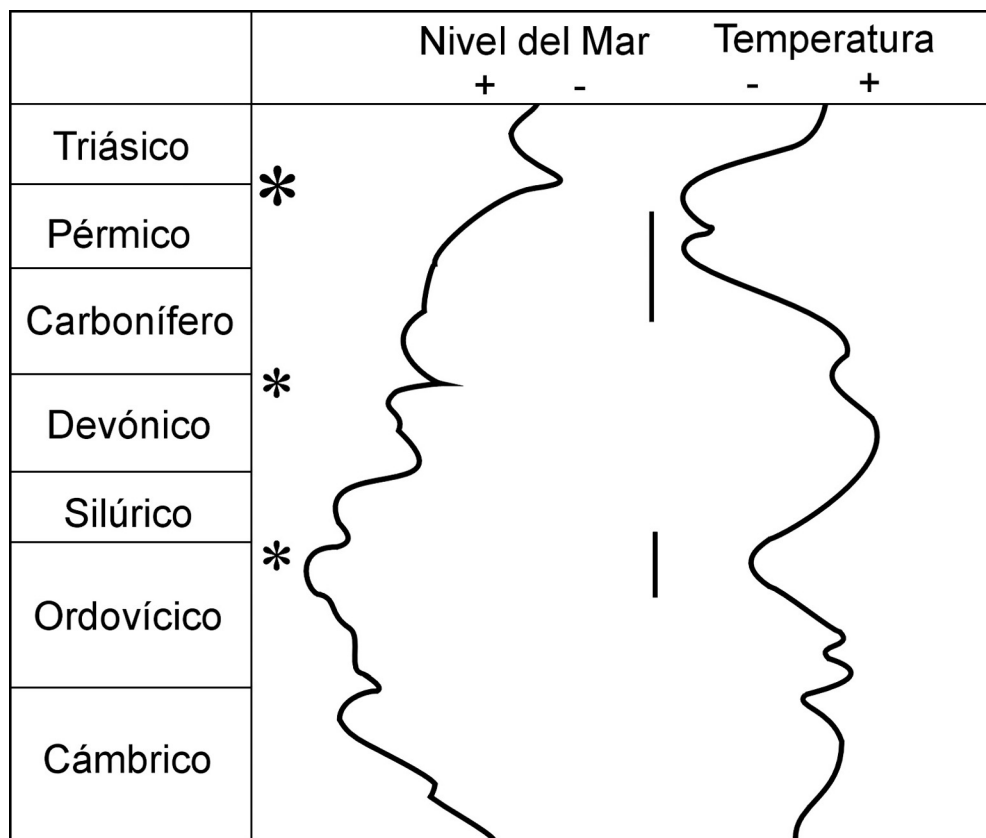 Nivel del Mar Temperatura
+ - - +
Triásico
*
Pérmico
Carbonífero
*
Devónico
Silúrico
*
Ordovícico
Cámbrico